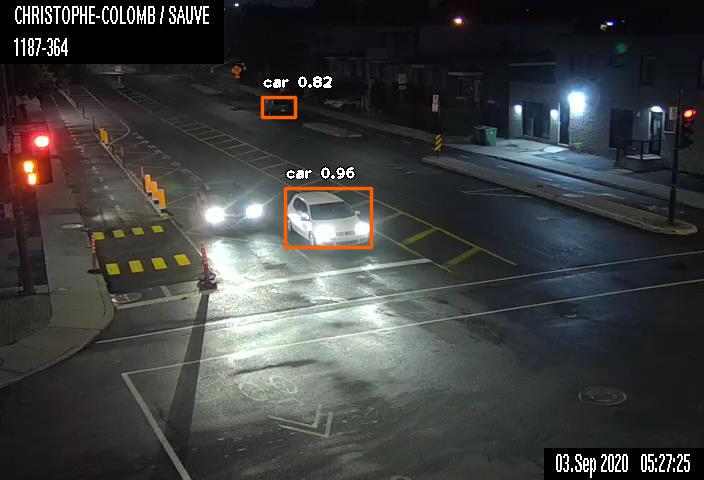 CHRISTOPHE-COLOMB / SAUVE
1187-364
car 0.82
car 0.96
03.Sep 2020 05:27:25